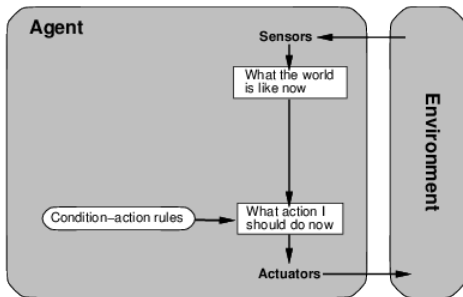 Agent
Sensors
What the world
is like now
Environment
Condition–action rules
What action I
should do now
Actuators